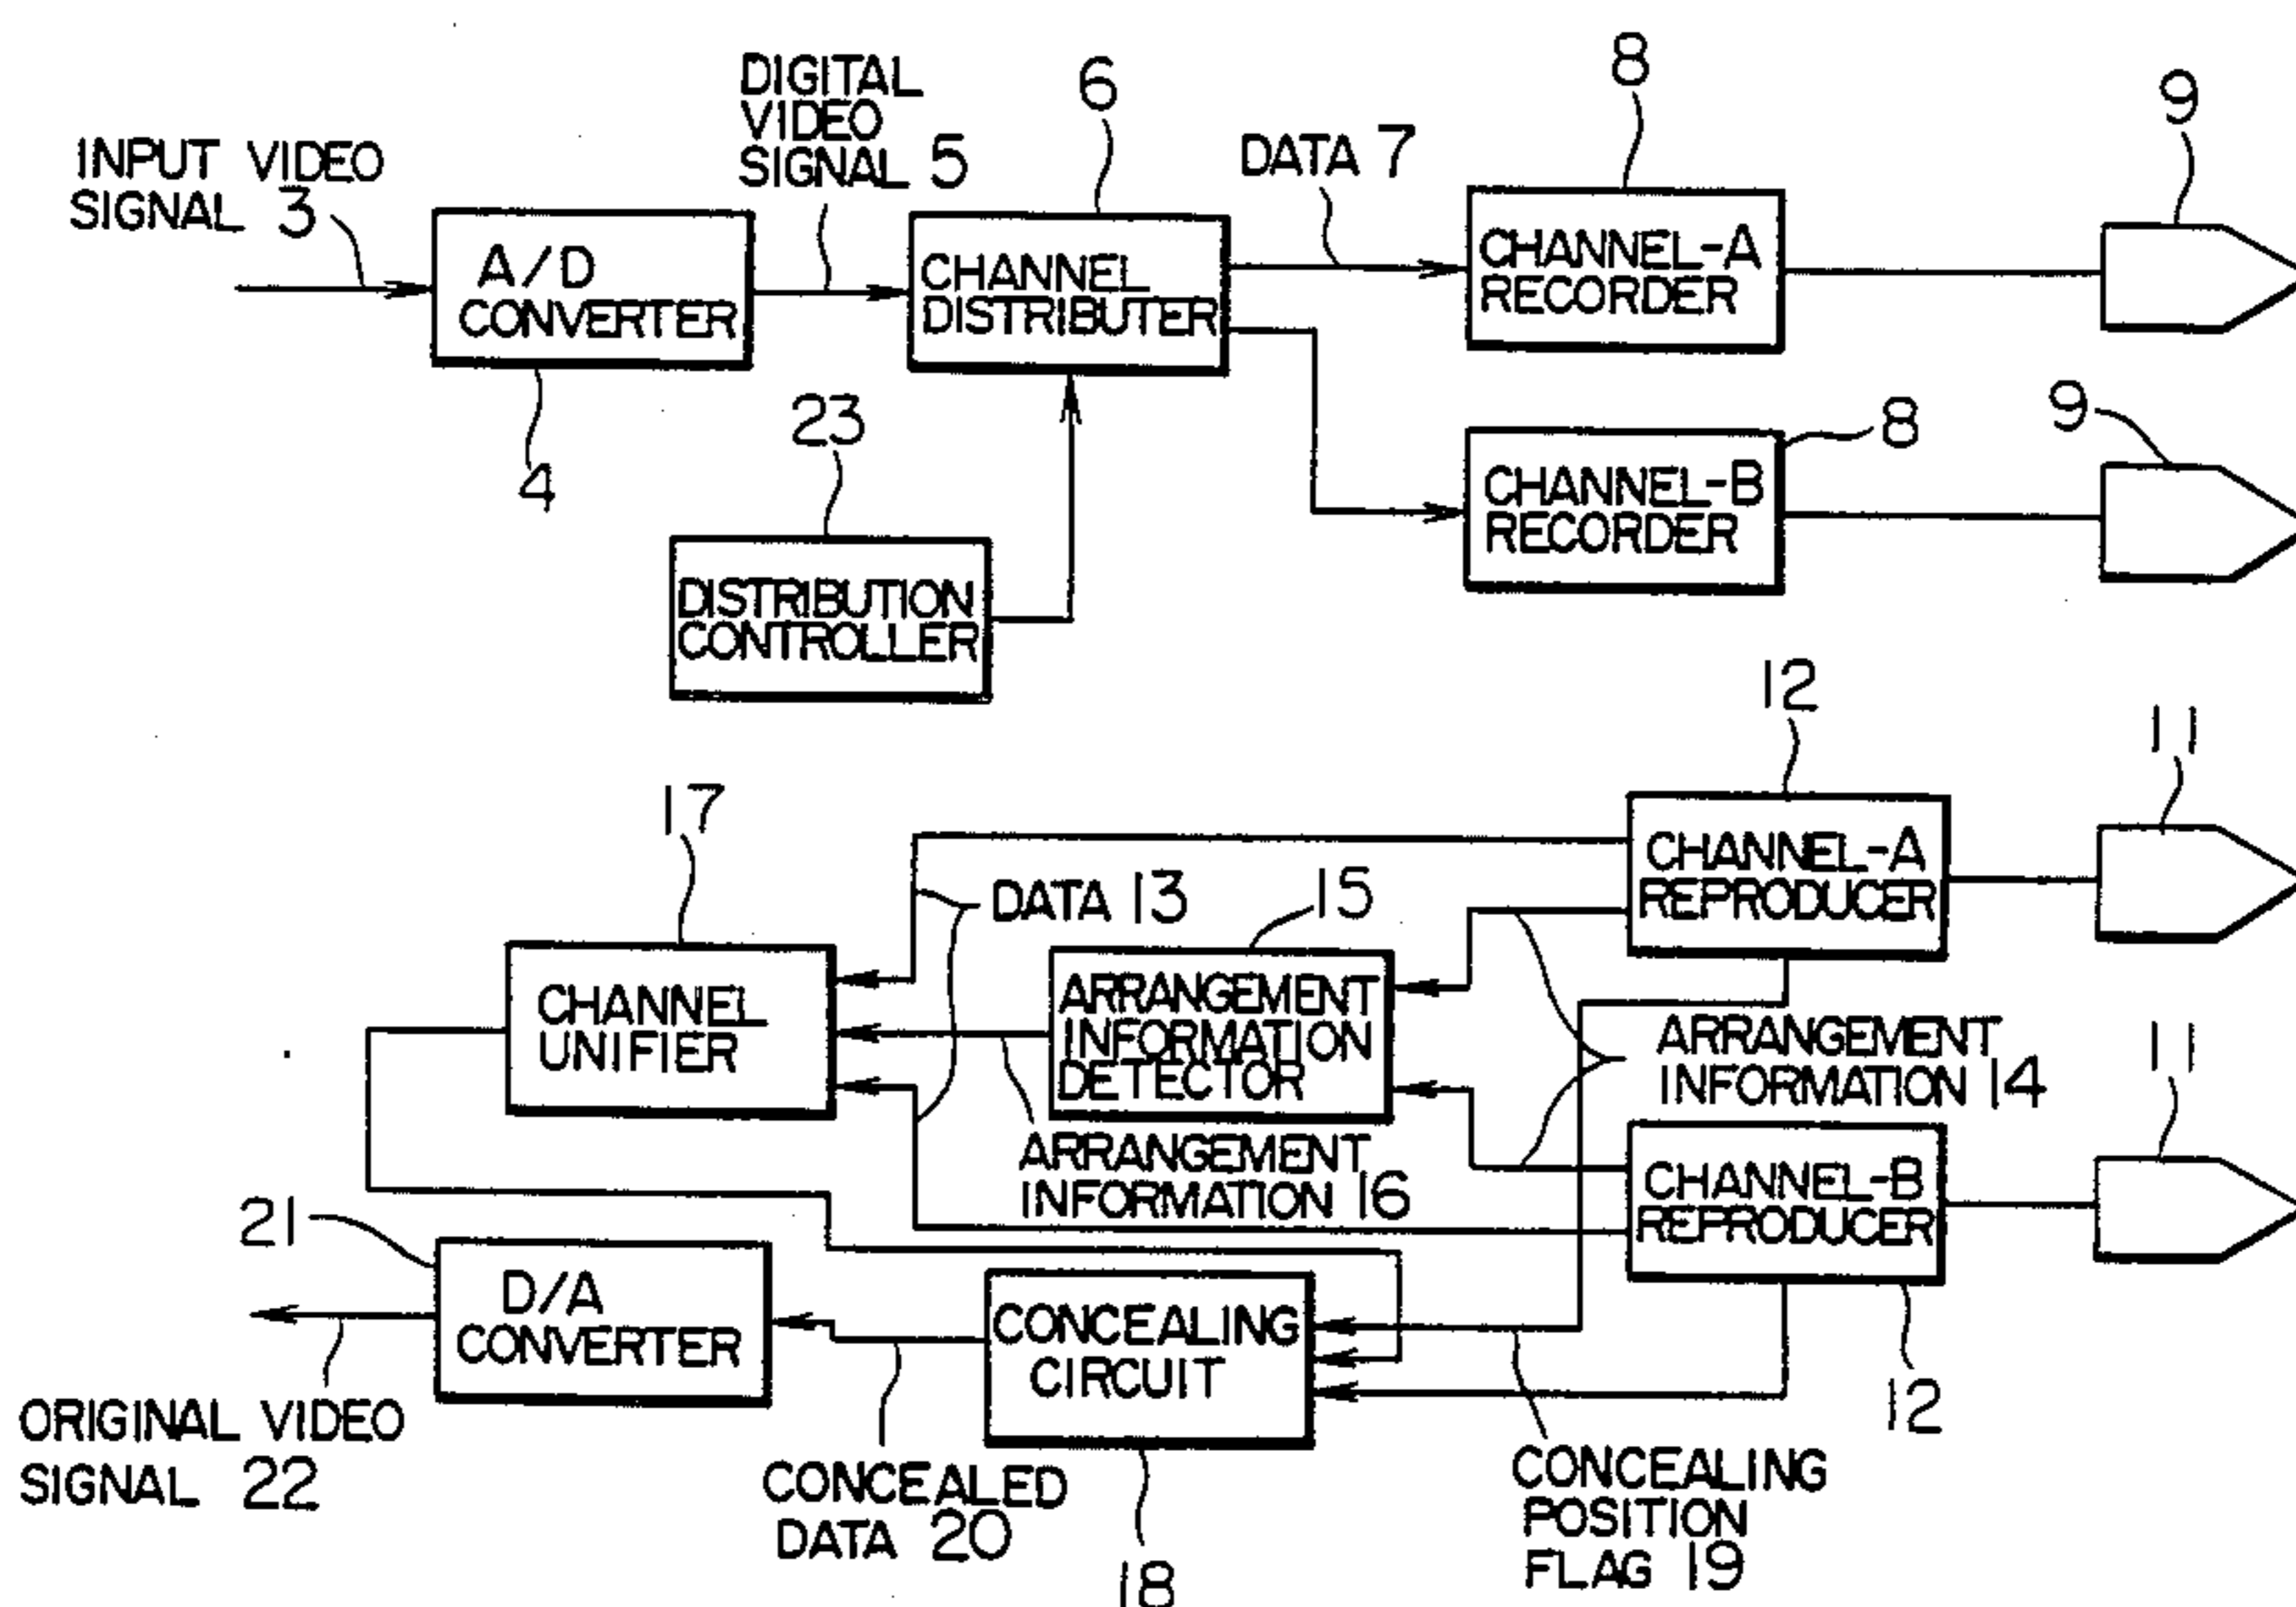 INPUT VIDEO
SIGNAL 3
DIGITAL
VIDEO
SIGNAL 5
6
DATA 7
8
9
A/D
CONVERTER
4
CHANNEL
DISTRIBUTER
CHANNEL-A
RECORDER
23
DISTRIBUTION
CONTROLLER
8
CHANNEL-B
RECORDER
9
12
11
17
CHANNEL-A
REPRODUCER
DATA 13
15
CHANNEL
UNIFIER
ARRANGEMENT
INFORMATION
DETECTOR
ARRANGEMENT
INFORMATION 14
11
ARRANGEMENT
INFORMATION 16
CHANNEL-B
REPRODUCER
12
21
D/A
CONVERTER
CONCEALING
CIRCUIT
18
ORIGINAL VIDEO
SIGNAL 22
CONCEALED
DATA 20
CONCEALING
POSITION
FLAG 19